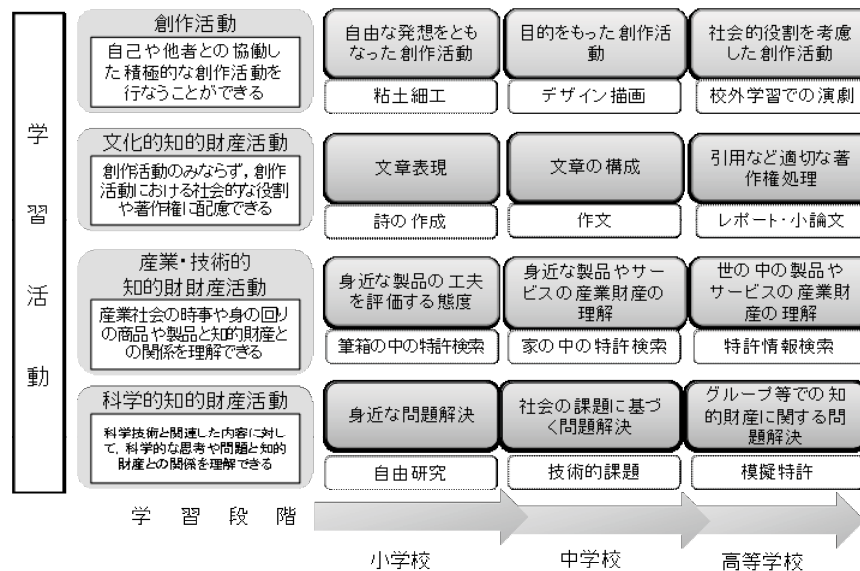 学習活動
創作活動
自己や他者との協働し
た積極的な創作活動を
行なうことができる
自由な発想をとも
なった創作活動
粘土細工
目的をもった創作活
動
デザイン描画
社会的役割を考慮
した創作活動
校外学習での演劇
文化的知的財産活動
創作活動のみならず，創作
活動における社会的な役割
や著作権に配慮できる
文章表現
詩の作成
文章の構成
作文
引用など適切な著
作権処理
レポート・小論文
産業・技術的
知的財財産活動
産業社会の時事や身の回り
の商品や製品と知的財産と
の関係を理解できる
身近な製品の工夫
を評価する態度
筆箱の中の特許検索
身近な製品やサー
ビスの産業財産の
理解
家の中の特許検索
世の中の製品や
サービスの産業財
産の理解
特許情報検索
科学的知的財産活動
科学技術と関連した内容に対し
て，科学的な思考や問題と知的
財産との関係を理解できる
身近な問題解決
自由研究
社会の課題に基づ
く問題解決
技術的課題
グループ等での知
的財産に関する問
題解決
模擬特許
学習段階
小学校
中学校
高等学校